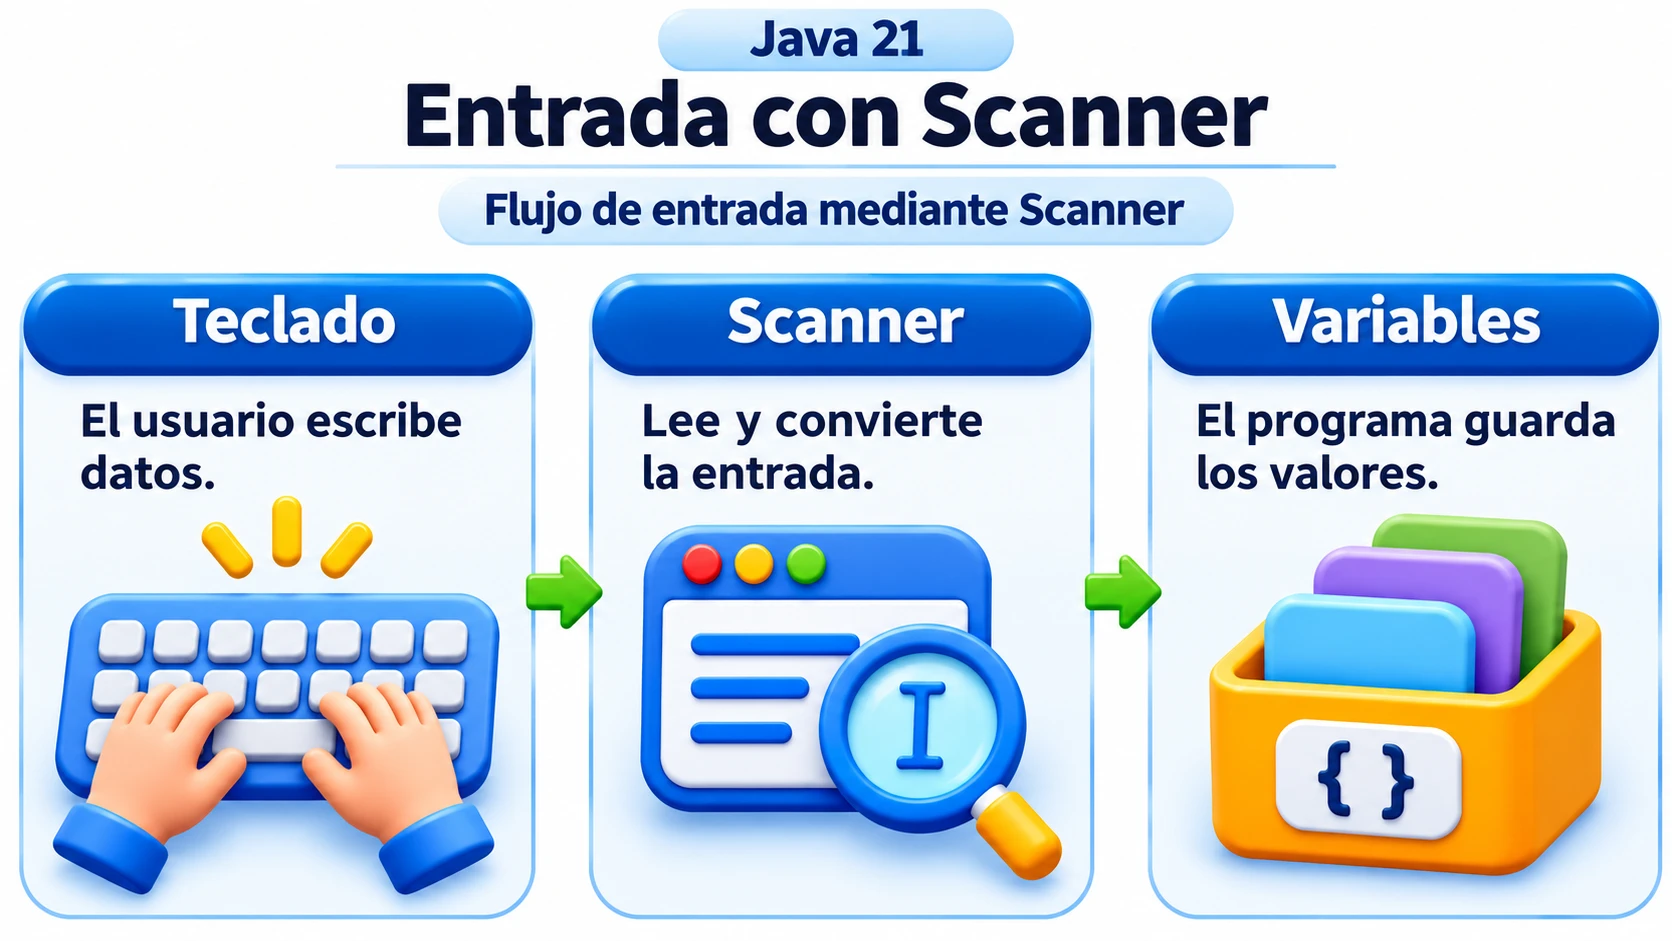 Java 21
Entrada con Scanner
Flujo de entrada mediante Scanner
Teclado
El usuario escribe
datos.
Scanner
Lee y convierte
la entrada.
I
Variables
El programa guarda
los valores.
{ }